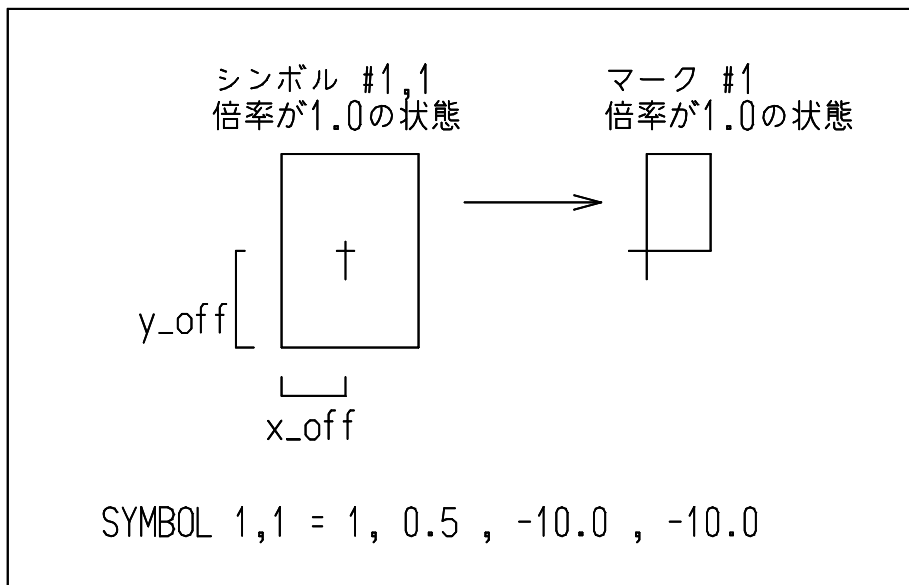 シンボル #1,1
倍率が1.0の状態
マーク #1
倍率が1.0の状態
y_off
x_off
SYMBOL 1,1 = 1, 0.5 , -10.0 , -10.0